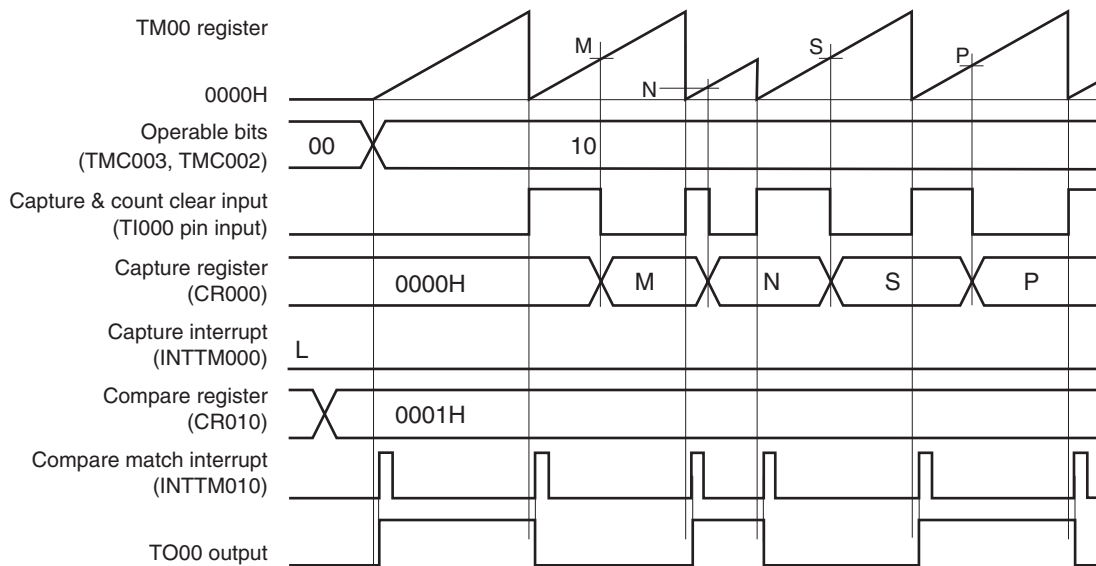 TM00 register
M
S
P
N
0000H
Operable bits
(TMC003, TMC002)
00
10
Capture & count clear input
(TI000 pin input)
Capture register
(CR000)
0000H
M
N
S
P
Capture interrupt
(INTTM000)
L
Compare register
(CR010)
0001H
Compare match interrupt
(INTTM010)
TO00 output